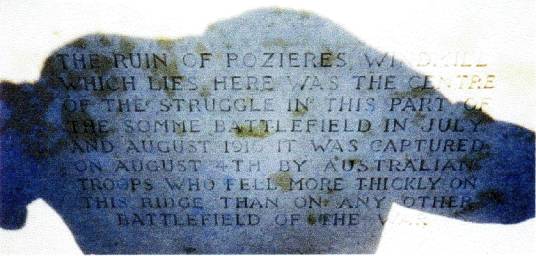 THE RUIN OF POZIERES WINDMILL
WHICH LIES HERE WAS THE CENTRE
OF THE STRUGGLE IN THIS PART OF
THE SOMME BATTLEFIELD IN JULY
AND AUGUST 1916 IT WAS CAPTURED
ON AUGUST 4TH BY AUSTRALIAN
TROOPS WHO FELL MORE THICKLY ON
THIS RIDGE THAN ON ANY OTHER
BATTLEFIELD OF THE WAR